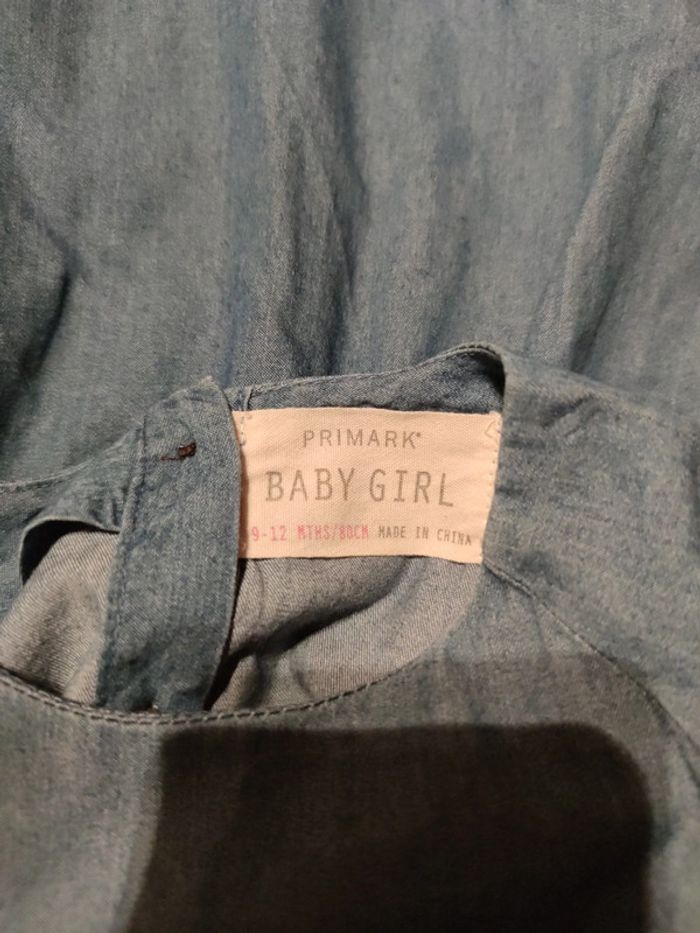 PRIMARK®
BABY GIRL
9-12 MTHS/80CM MADE IN CHINA